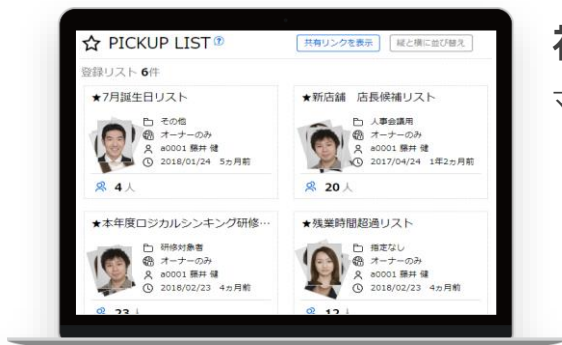 PICKUP LIST?
共有リンクを表示
縦と横に並び替え
登録リスト 6件
★7月誕生日リスト
その他
オーナーのみ
a0001 藤井 健
2018/01/24 5ヵ月前
4人
★新店舗 店長候補リスト
人事会議用
オーナーのみ
a0001 藤井 健
2017/04/24 1年2ヵ月前
20人
★本年度ロジカルシンキング研修…
研修対象者
オーナーのみ
a0001 藤井 健
2018/02/23 4ヵ月前
23
★残業時間超過リスト
指定なし
オーナーのみ
a0001 藤井 健
2018/02/23 4ヵ月前
12